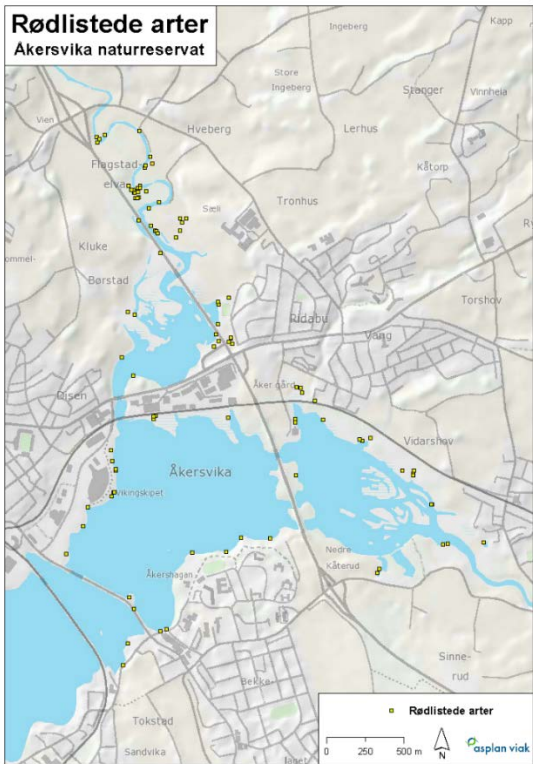 Rødlistede arter
Åkersvika naturreservat
Ingeberg
Kapp
Store
Ingeberg
Stanger
Vinnheia
Vien
Hveberg
Lerhus
Flagstad
elva
Kåtorp
Tronhus
Sæli
Kluke
ommel-
Børstad
Torshov
Ridabu
Vang
Åker gård
Disen
Vidarshov
Åkersvika
ikingskipet
Nedre
Kåterud
Åkershagan
Sinne-
rud
Bekke-
Tokstad
Sandvika
Rødlistede arter
0 250 500 m
N
asplan viak